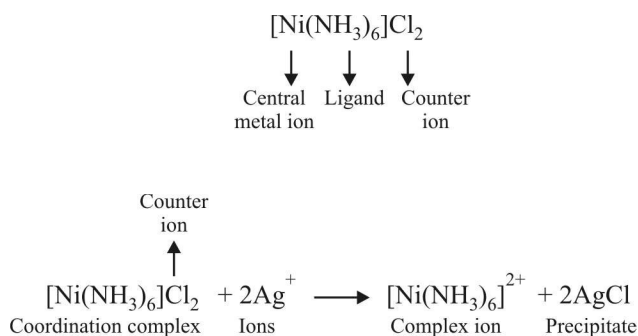 [Ni(NH₃)₆]Cl₂
Central Ligand Counter
metal ion ion
Counter
ion
[Ni(NH₃)₆]Cl₂ + 2Ag⁺ ⟶ [Ni(NH₃)₆]²⁺ + 2AgCl
Coordination complex Ions Complex ion Precipitate